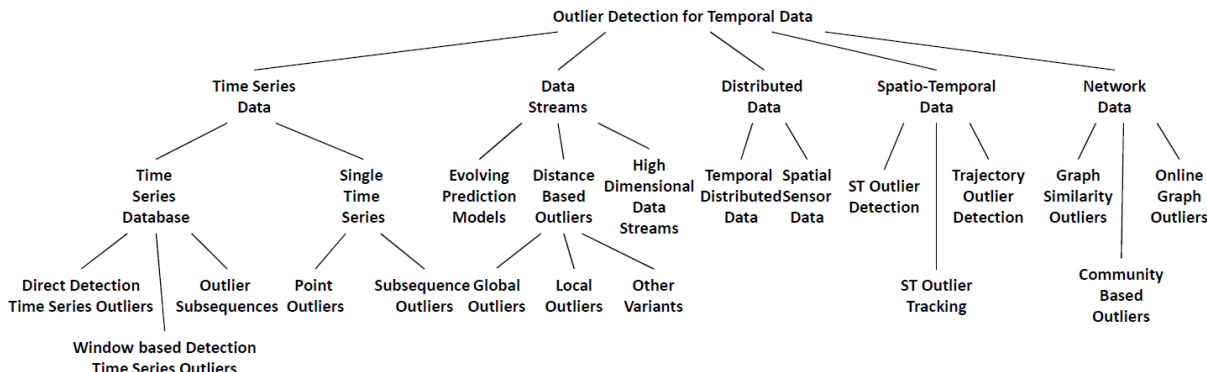 Outlier Detection for Temporal Data
Time Series
Data
Data
Streams
Distributed
Data
Spatio-Temporal
Data
Network
Data
Time
Series
Database
Single
Time
Series
Evolving
Prediction
Models
Distance
Based
Outliers
High
Dimensional
Data
Streams
Temporal
Distributed
Data
Spatial
Sensor
Data
ST Outlier
Detection
Trajectory
Outlier
Detection
Graph
Similarity
Outliers
Online
Graph
Outliers
Direct Detection
Time Series Outliers
Window based Detection
Time Series Outliers
Outlier
Subsequences
Point
Outliers
Subsequence
Outliers
Global
Outliers
Local
Outliers
Other
Variants
ST Outlier
Tracking
Community
Based
Outliers